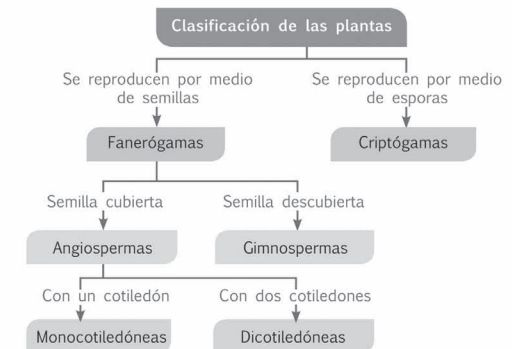 Clasificación de las plantas
Se reproducen por medio
de semillas
Se reproducen por medio
de esporas
Fanerógamas
Criptógamas
Semilla cubierta
Semilla descubierta
Angiospermas
Gimnospermas
Con un cotiledón
Con dos cotiledones
Monocotiledóneas
Dicotiledóneas